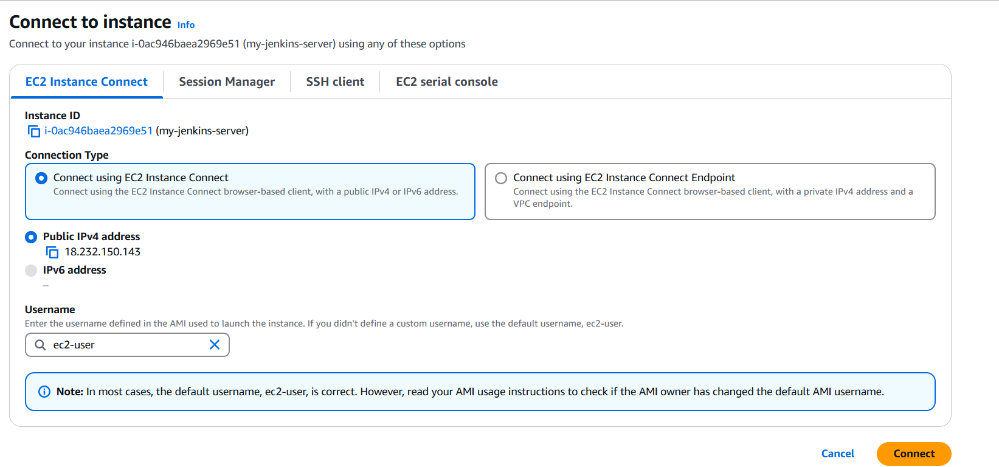 Connect to instance Info
Connect to your instance i-0ac946baea2969e51 (my-jenkins-server) using any of these options
EC2 Instance Connect Session Manager SSH client EC2 serial console
Instance ID
i-0ac946baea2969e51 (my-jenkins-server)
Connection Type
Connect using EC2 Instance Connect
Connect using the EC2 Instance Connect browser-based client, with a public IPv4 or IPv6 address.
Connect using EC2 Instance Connect Endpoint
Connect using the EC2 Instance Connect browser-based client, with a private IPv4 address and a
VPC endpoint.
Public IPv4 address
18.232.150.143
IPv6 address
–
Username
Enter the username defined in the AMI used to launch the instance. If you didn't define a custom username, use the default username, ec2-user.
ec2-user
Note: In most cases, the default username, ec2-user, is correct. However, read your AMI usage instructions to check if the AMI owner has changed the default AMI username.
Cancel Connect